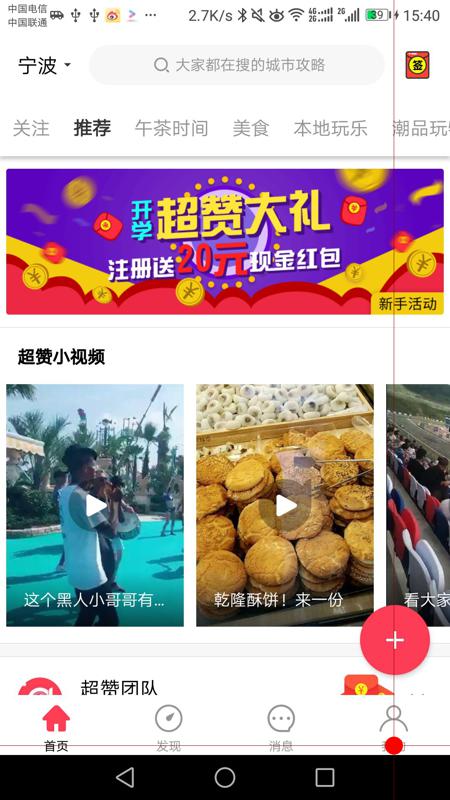 中国电信
中国联通
2.7K/s
4G
2G
39
15:40
宁波
大家都在搜的城市攻略
签
关注 推荐 午茶时间 美食 本地玩乐 潮品玩
开学
超赞大礼
注册送20元现金红包
新手活动
超赞小视频
这个黑人小哥哥有...
乾隆酥饼！来一份
看大家
超赞团队
首页 发现 消息